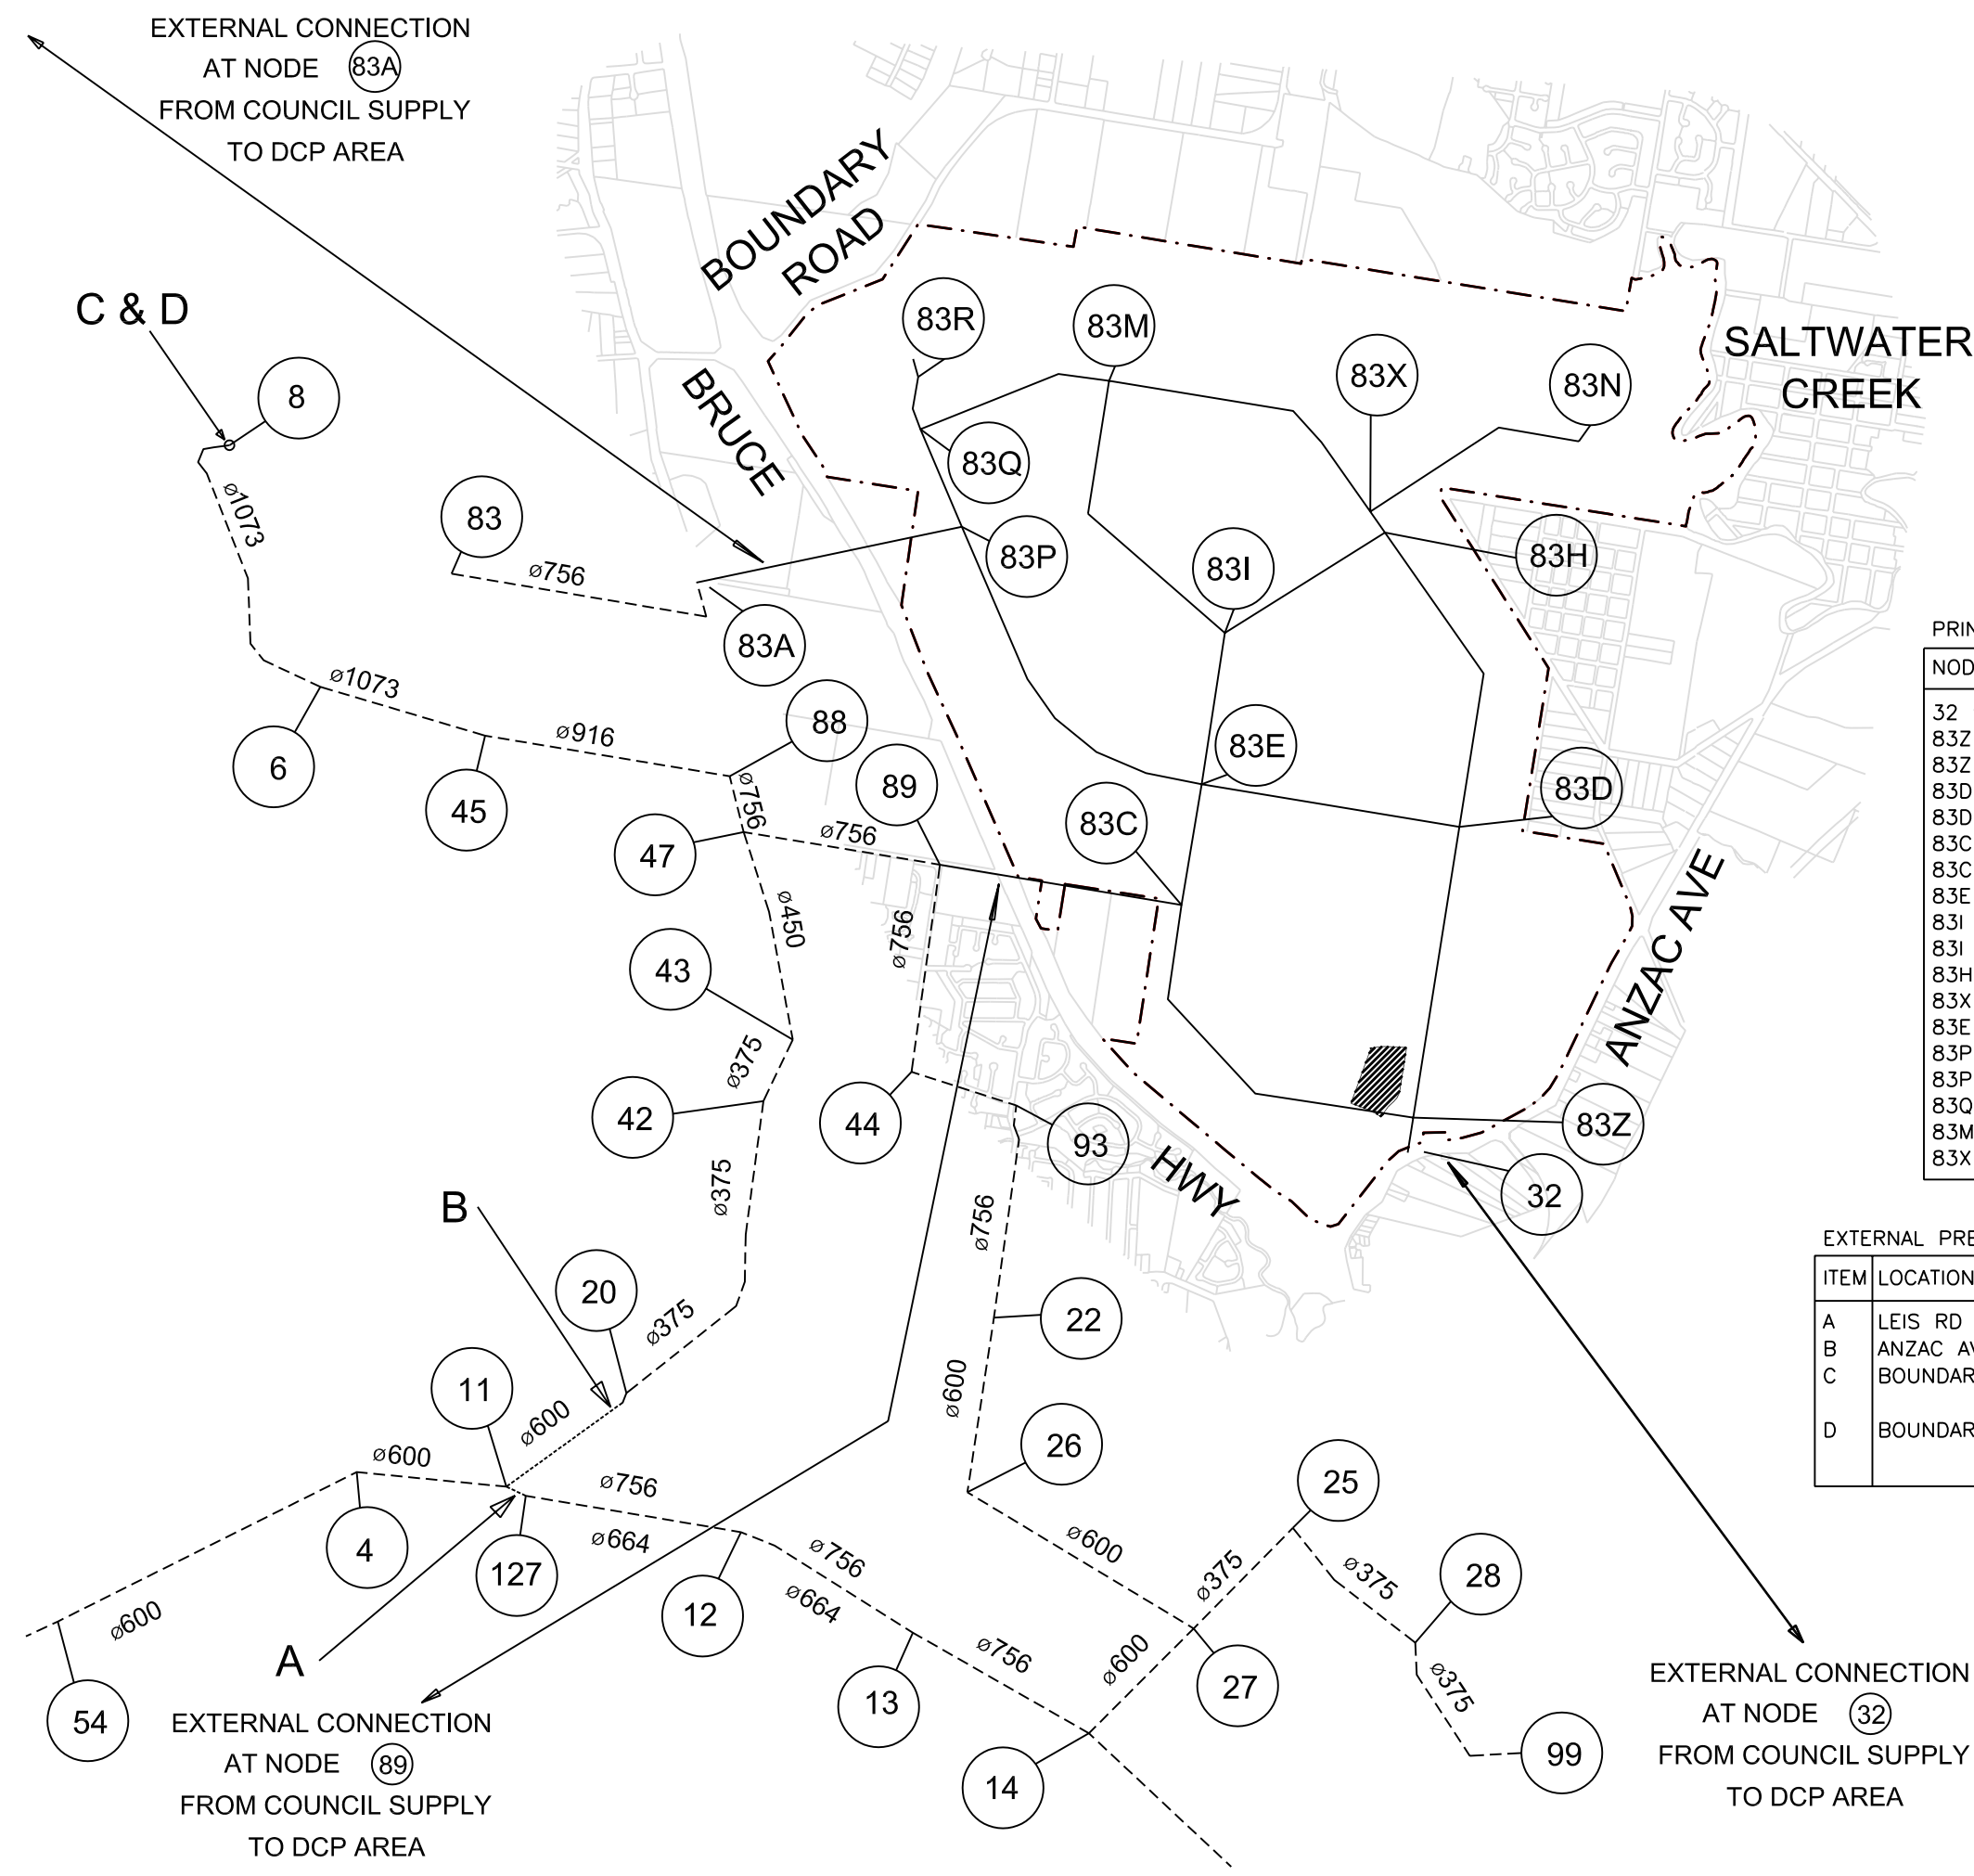 EXTERNAL CONNECTION
AT NODE 83A
FROM COUNCIL SUPPLY
TO DCP AREA
BOUNDARY
ROAD
C & D
8
83R
83M
83X
83N
SALTWATER
CREEK
BRUCE
ø1073
83
ø756
83Q
83P
83I
83H
83A
ø1073
6
45
ø916
88
ø756
47
ø756
89
83E
83C
83D
ø450
ø756
43
ø375
42
44
93
ANZAC AVE
HWY
83Z
32
ø375
B
20
ø375
ø756
22
ø600
11
ø600
26
25
ø600
4
127
ø756
ø664
12
ø756
ø664
ø600
ø375
ø375
28
ø600
54
A
13
ø756
ø600
27
ø375
99
14
EXTERNAL CONNECTION
AT NODE 89
FROM COUNCIL SUPPLY
TO DCP AREA
EXTERNAL CONNECTION
AT NODE 32
FROM COUNCIL SUPPLY
TO DCP AREA
PRIN
NOD
32
83Z
83Z
83D
83D
83C
83C
83E
83I
83I
83H
83X
83E
83P
83P
83Q
83M
83X
EXTERNAL PRE
ITEM LOCATION
A LEIS RD
B ANZAC AV
C BOUNDAR
D BOUNDAR